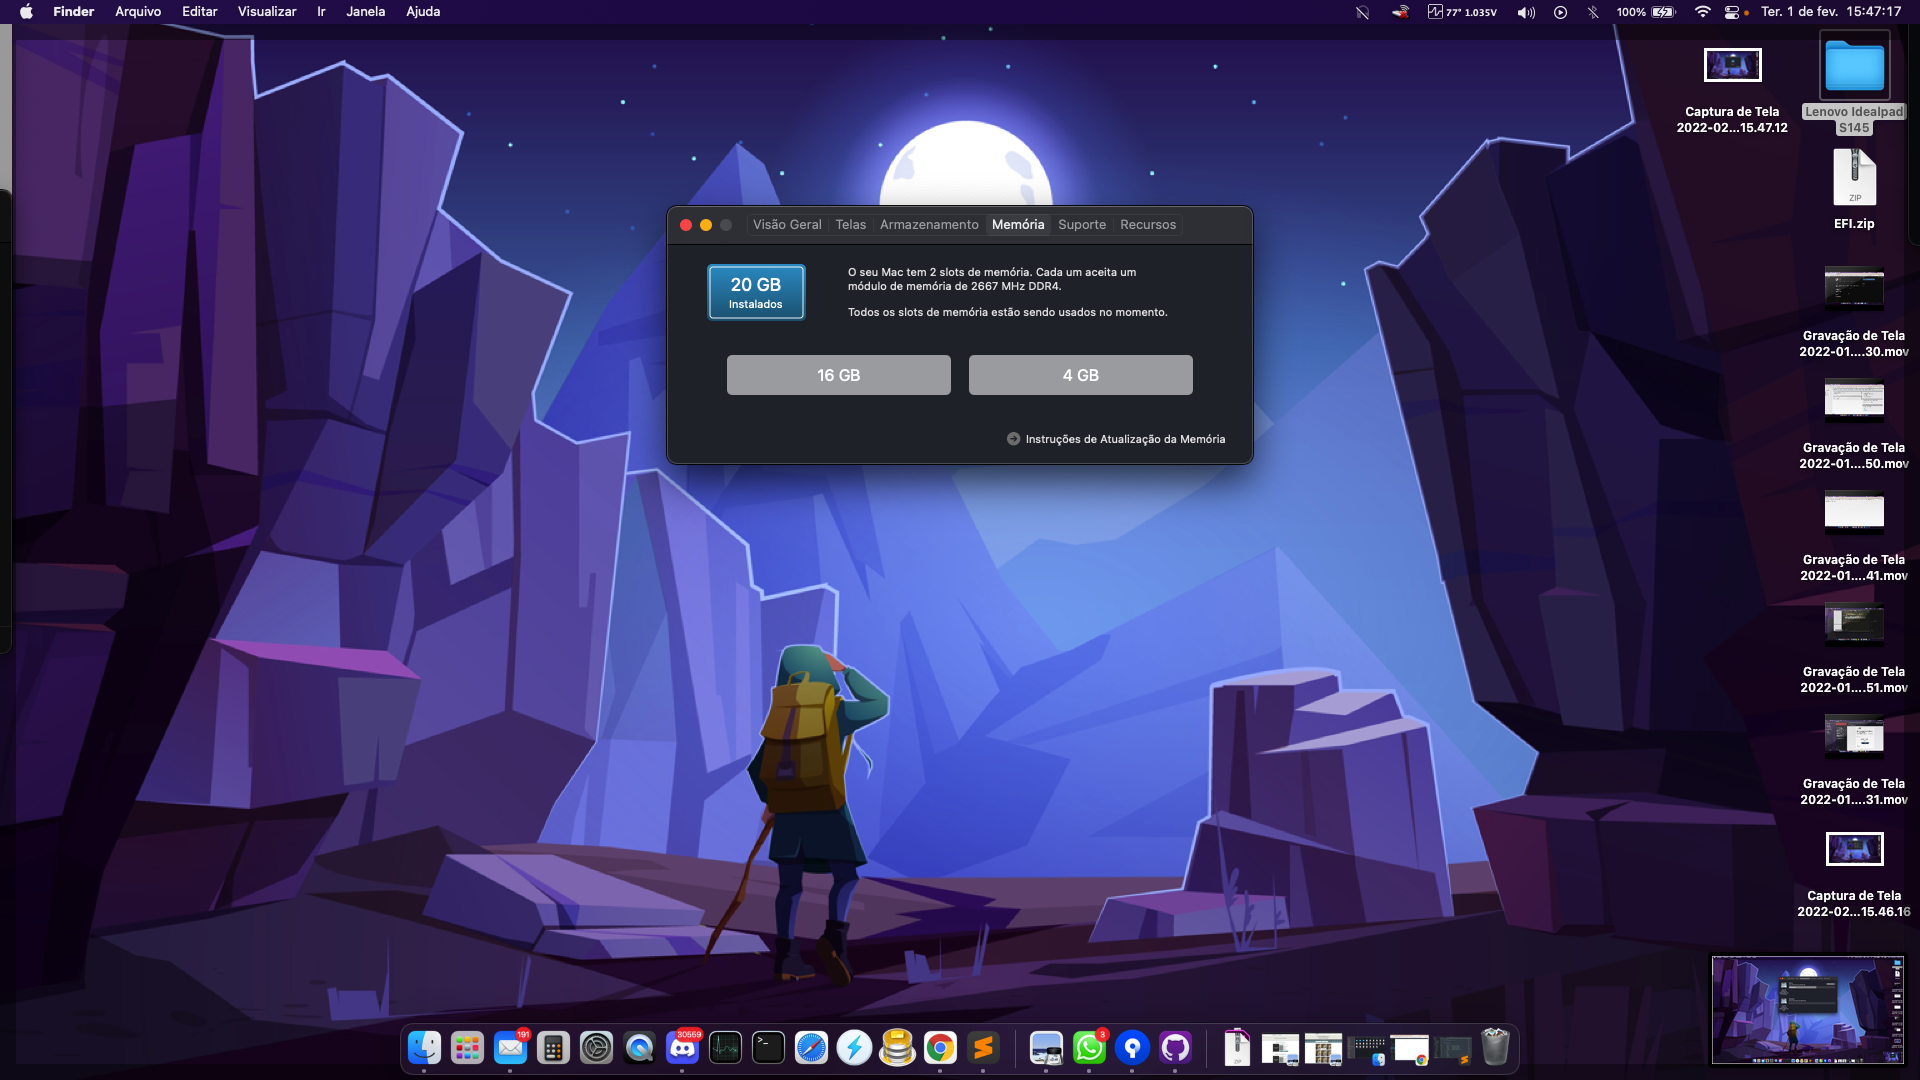 Finder Arquivo Editar Visualizar Ir Janela Ajuda
77° 1.035V 100% Ter. 1 de fev. 15:47:17
Captura de Tela
2022-02...15.47.12
Lenovo Idealpad
S145
ZIP
EFI.zip
Visão Geral Telas Armazenamento Memória Suporte Recursos
20 GB
Instalados
O seu Mac tem 2 slots de memória. Cada um aceita um
módulo de memória de 2667 MHz DDR4.
Todos os slots de memória estão sendo usados no momento.
16 GB 4 GB
Instruções de Atualização da Memória
Gravação de Tela
2022-01....30.mov
Gravação de Tela
2022-01....50.mov
Gravação de Tela
2022-01....41.mov
Gravação de Tela
2022-01....51.mov
Gravação de Tela
2022-01....31.mov
Captura de Tela
2022-02...15.46.16
191
30559
3
ZIP